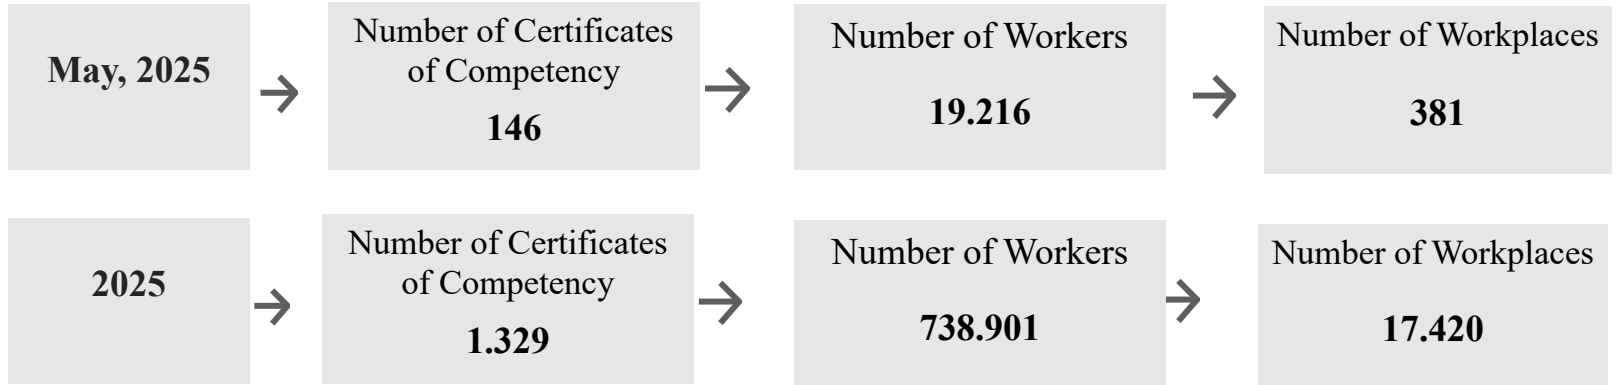 May, 2025
Number of Certificates
of Competency
146
Number of Workers
19.216
Number of Workplaces
381
2025
Number of Certificates
of Competency
1.329
Number of Workers
738.901
Number of Workplaces
17.420